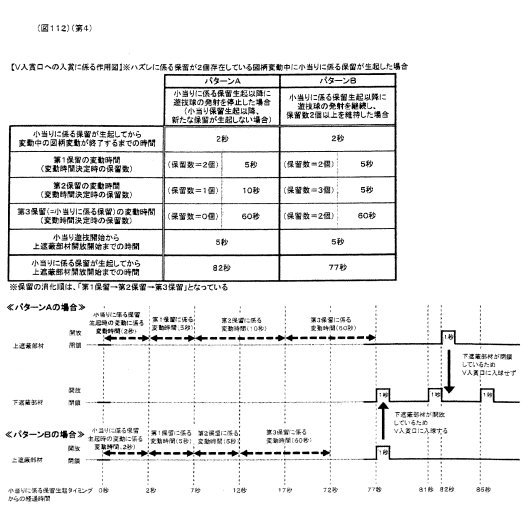 (図112)(第4)
【V入賞口への入賞に係る作用図】※ハズレに係る保留が2個存在している図柄変動中に小当りに係る保留が生起した場合
パターンA パターンB
小当りに係る保留生起以降に
遊技球の発射を停止した場合
(小当り保留生起以降、
新たな保留が生起しない場合)
小当りに係る保留生起以降に
遊技球の発射を継続し、
保留数2個以上を維持した場合
小当りに係る保留が生起してから
変動中の図柄変動が終了するまでの時間
2秒 2秒
第1保留の変動時間
(変動時間決定時の保留数)
(保留数=2個) 5秒 (保留数=2個) 5秒
第2保留の変動時間
(変動時間決定時の保留数)
(保留数=1個) 10秒 (保留数=3個) 5秒
第3保留(=小当りに係る保留)の変動時間
(変動時間決定時の保留数)
(保留数=0個) 60秒 (保留数=2個) 60秒
小当り遊技開始から
上遮蔽部材開放開始までの時間
5秒 5秒
小当りに係る保留が生起してから
上遮蔽部材開放開始までの時間
82秒 77秒
※保留の消化順は、「第1保留→第2保留→第3保留」となっている
≪パターンAの場合≫
小当りに係る保留
生起時の変動に係る
変動時間(2秒)
第1保留に係る
変動時間(5秒)
第2保留に係る
変動時間(10秒)
第3保留に係る
変動時間(60秒)
上遮蔽部材
開放
閉鎖
1秒
下遮蔽部材が閉鎖
しているため
V入賞口に入球せず
下遮蔽部材
開放
閉鎖
1秒 1秒 1秒
下遮蔽部材が開放
しているため
V入賞口に入球する
≪パターンBの場合≫
小当りに係る保留
生起時の変動に係る
変動時間(2秒)
第1保留に係る
変動時間(5秒)
第2保留に係る
変動時間(5秒)
第3保留に係る
変動時間(60秒)
上遮蔽部材
開放
閉鎖
1秒
小当りに係る保留生起タイミング
からの経過時間
0秒 2秒 7秒 12秒 17秒 72秒 77秒 81秒 82秒 86秒